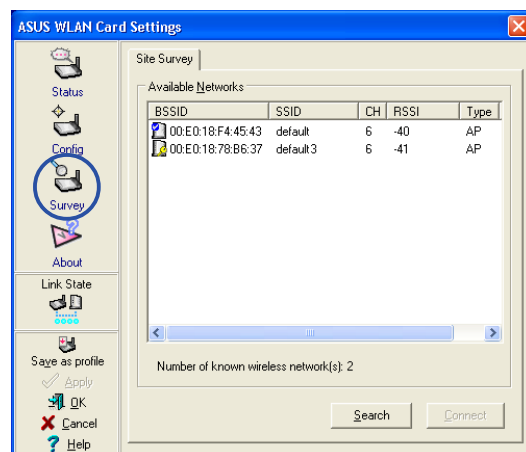 ASUS WLAN Card Settings
Status
Config
Survey
About
Link State
Save as profile
Apply
OK
Cancel
Help
Site Survey
Available Networks
BSSID SSID CH RSSI Type
00:E0:18:F4:45:43 default 6 -40 AP
00:E0:18:78:B6:37 default3 6 -41 AP
Number of known wireless network(s): 2
Search Connect